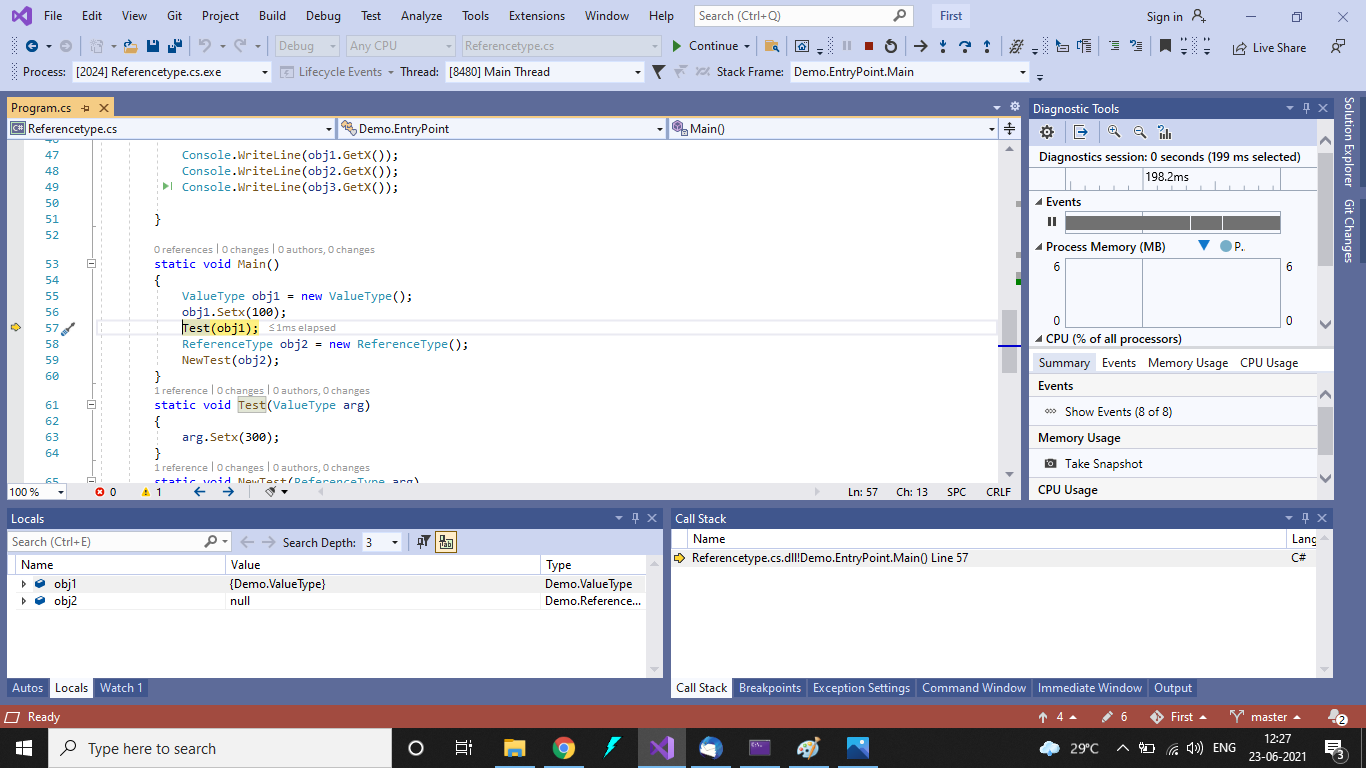 File Edit View Git Project Build Debug Test Analyze Tools Extensions Window Help Search (Ctrl+Q) First Sign in
Debug Any CPU Referencetype.cs Continue Live Share
Process: [2024] Referencetype.cs.exe Lifecycle Events Thread: [8480] Main Thread Stack Frame: Demo.EntryPoint.Main
Program.cs
Referencetype.cs Demo.EntryPoint Main()
47 Console.WriteLine(obj1.GetX());
48 Console.WriteLine(obj2.GetX());
49 Console.WriteLine(obj3.GetX());
50
51 }
52
0 references | 0 changes | 0 authors, 0 changes
53 static void Main()
54 {
55 ValueType obj1 = new ValueType();
56 obj1.Setx(100);
57 Test(obj1); ≤1ms elapsed
58 ReferenceType obj2 = new ReferenceType();
59 NewTest(obj2);
60 }
1 reference | 0 changes | 0 authors, 0 changes
61 static void Test(ValueType arg)
62 {
63 arg.Setx(300);
64 }
1 reference | 0 changes | 0 authors, 0 changes
65 static void NewTest(ReferenceType arg)
100 % 0 1 Ln: 57 Ch: 13 SPC CRLF
Diagnostic Tools
Diagnostics session: 0 seconds (199 ms selected)
198.2ms
Events
Process Memory (MB) P..
6 6
0 0
CPU (% of all processors)
Summary Events Memory Usage CPU Usage
Events
Show Events (8 of 8)
Memory Usage
Take Snapshot
CPU Usage
Solution Explorer
Git Changes
Locals
Search (Ctrl+E) Search Depth: 3
Name Value Type
obj1 {Demo.ValueType} Demo.ValueType
obj2 null Demo.Reference...
Autos Locals Watch 1
Call Stack
Name Lang
Referencetype.cs.dll!Demo.EntryPoint.Main() Line 57 C#
Call Stack Breakpoints Exception Settings Command Window Immediate Window Output
Ready 4 6 First master 2
Type here to search 29°C ENG 12:27
23-06-2021 3